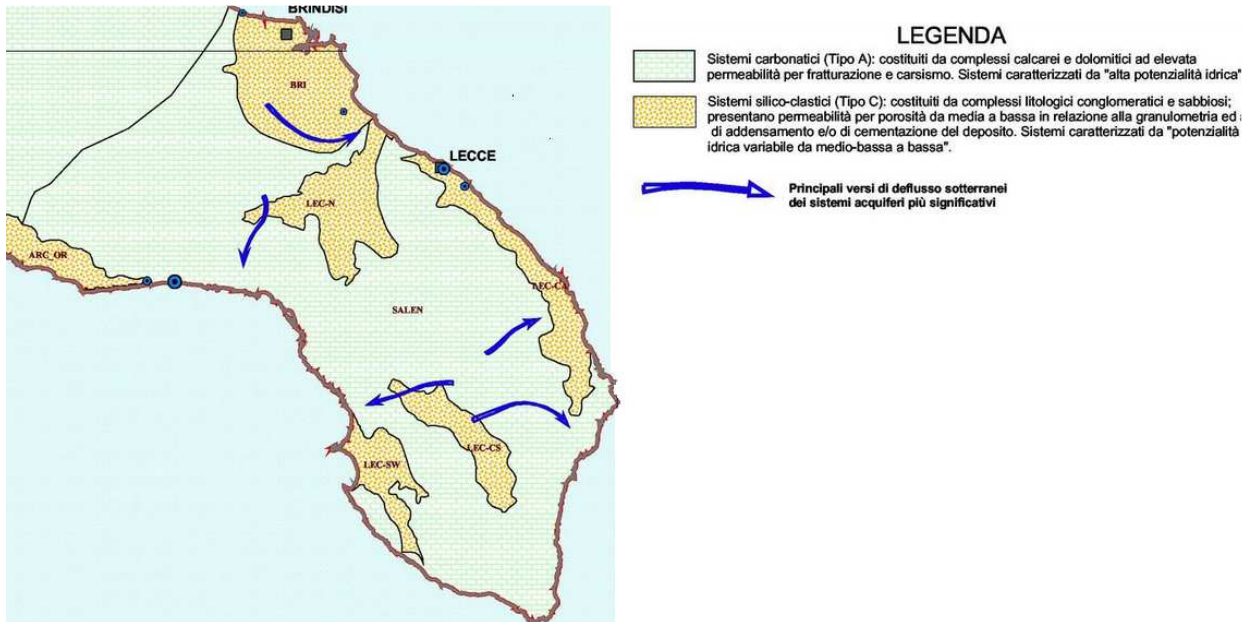 BRINDISI
BRI
LECCE
LEC-N
ARC_OR
LEC-CA
SALEN
LEC-CS
LEC-SW
LEGENDA
Sistemi carbonatici (Tipo A): costituiti da complessi calcarei e dolomitici ad elevata
permeabilità per fratturazione e carsismo. Sistemi caratterizzati da "alta potenzialità idrica"
Sistemi silico-clastici (Tipo C): costituiti da complessi litologici conglomeratici e sabbiosi;
presentano permeabilità per porosità da media a bassa in relazione alla granulometria ed
di addensamento e/o di cementazione del deposito. Sistemi caratterizzati da "potenzialità
idrica variabile da medio-bassa a bassa".
Principali versi di deflusso sotterranei
dei sistemi acquiferi più significativi